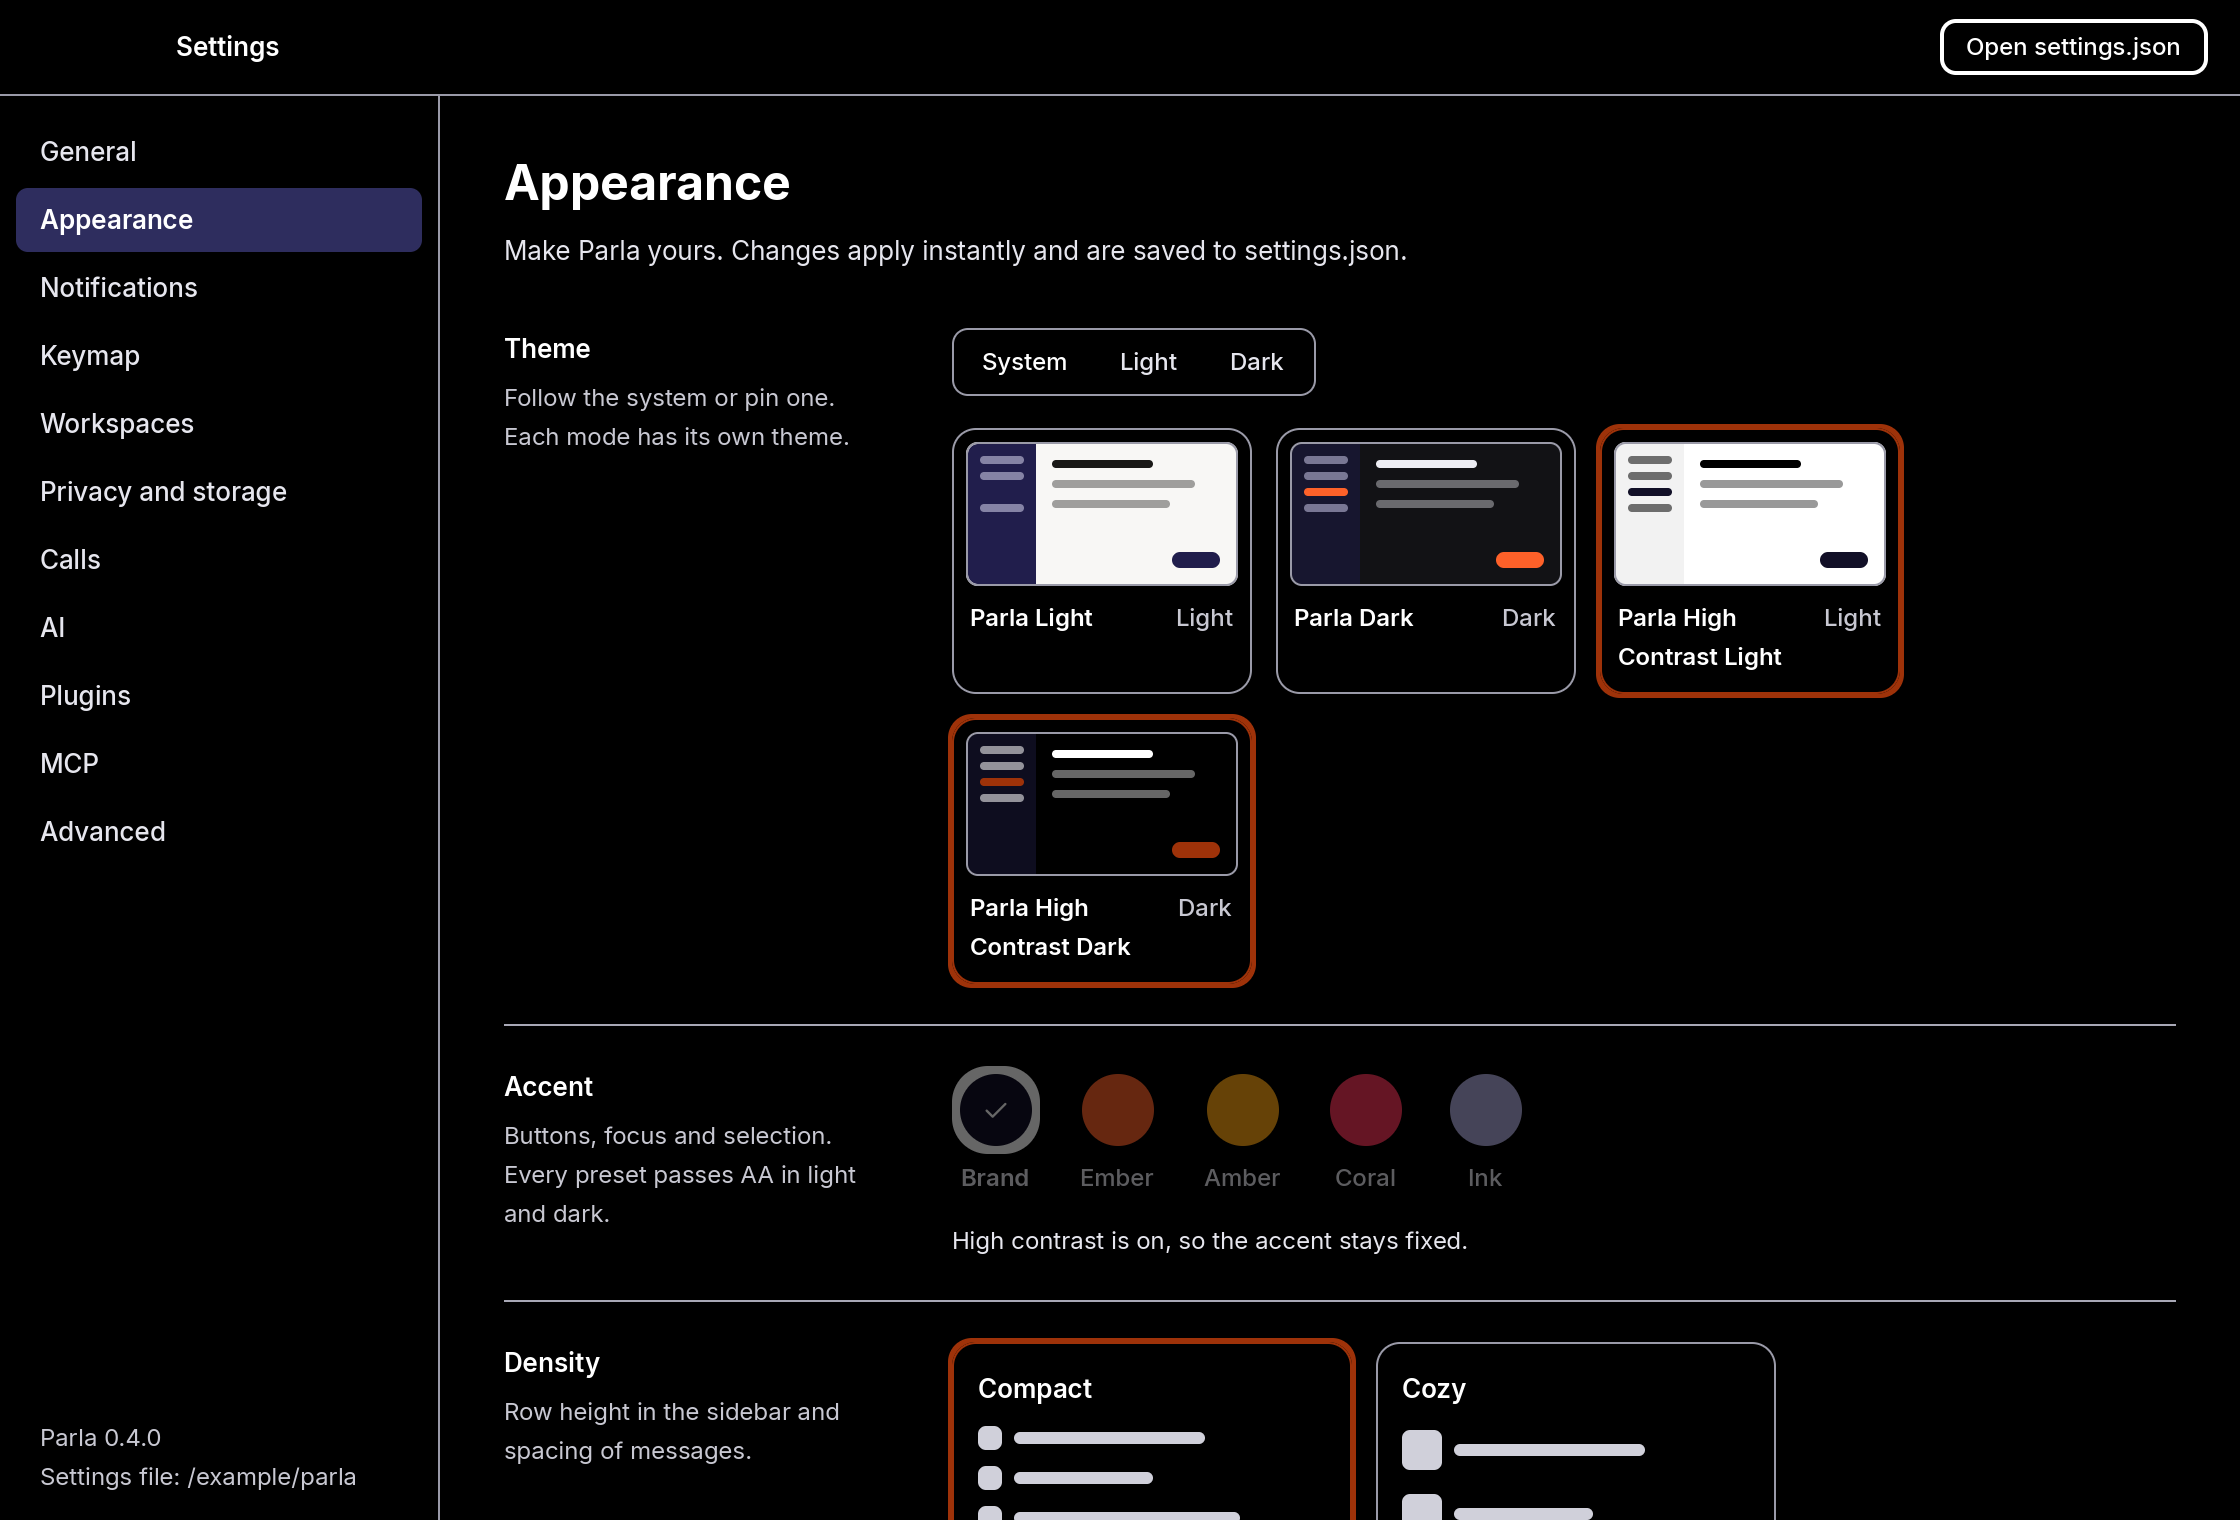 Settings
Open settings.json
General
Appearance
Notifications
Keymap
Workspaces
Privacy and storage
Calls
AI
Plugins
MCP
Advanced
Parla 0.4.0
Settings file: /example/parla
Appearance
Make Parla yours. Changes apply instantly and are saved to settings.json.
Theme
Follow the system or pin one.
Each mode has its own theme.
System Light Dark
Parla Light Light
Parla Dark Dark
Parla High Light
Contrast Light
Parla High Dark
Contrast Dark
Accent
Buttons, focus and selection.
Every preset passes AA in light
and dark.
Brand Ember Amber Coral Ink
High contrast is on, so the accent stays fixed.
Density
Row height in the sidebar and
spacing of messages.
Compact
Cozy